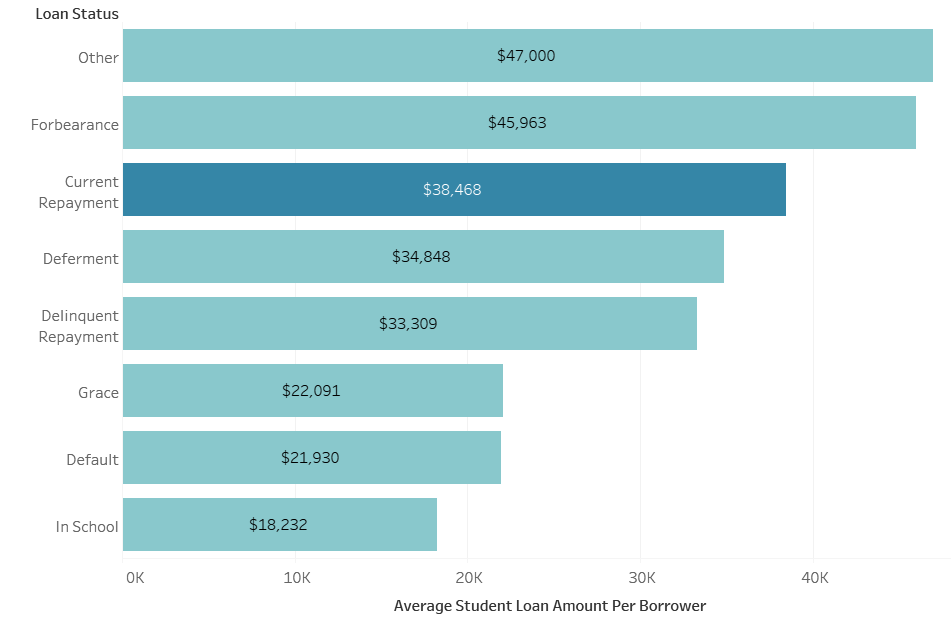 Loan Status
Other
$47,000
Forbearance
$45,963
Current
Repayment
$38,468
Deferment
$34,848
Delinquent
Repayment
$33,309
Grace
$22,091
Default
$21,930
In School
$18,232
0K 10K 20K 30K 40K
Average Student Loan Amount Per Borrower